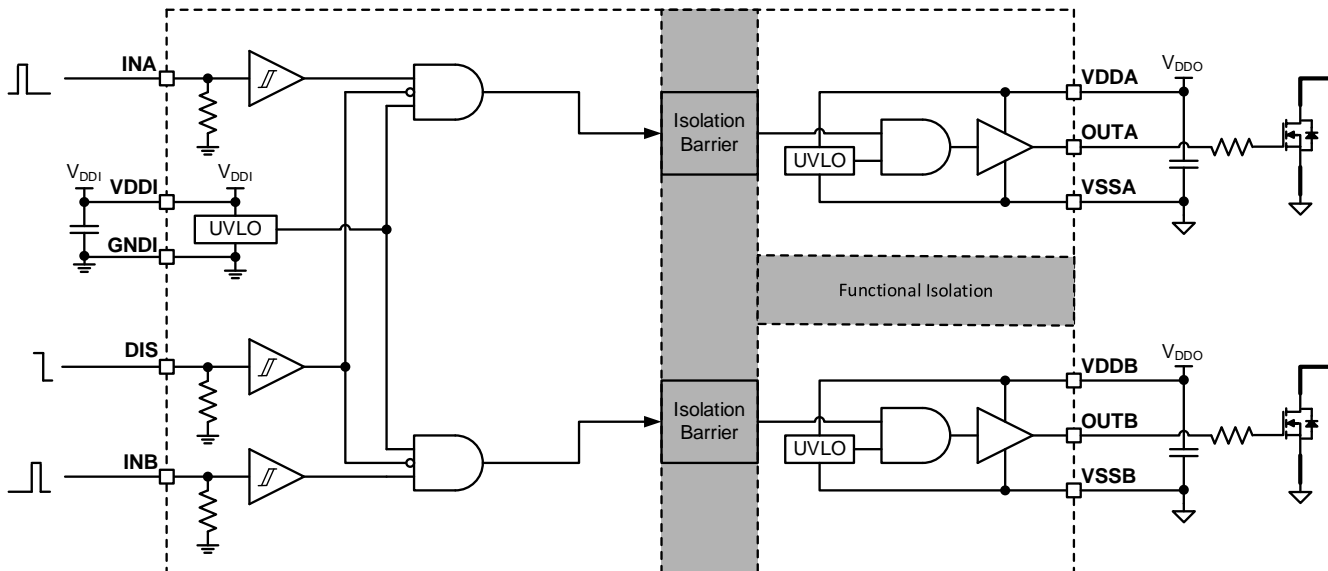 INA
VDDI
VDDI
VDDI
UVLO
GNDI
DIS
INB
Isolation
Barrier
Isolation
Barrier
Functional Isolation
UVLO
VDDA
VDDO
OUTA
VSSA
UVLO
VDDB
VDDO
OUTB
VSSB